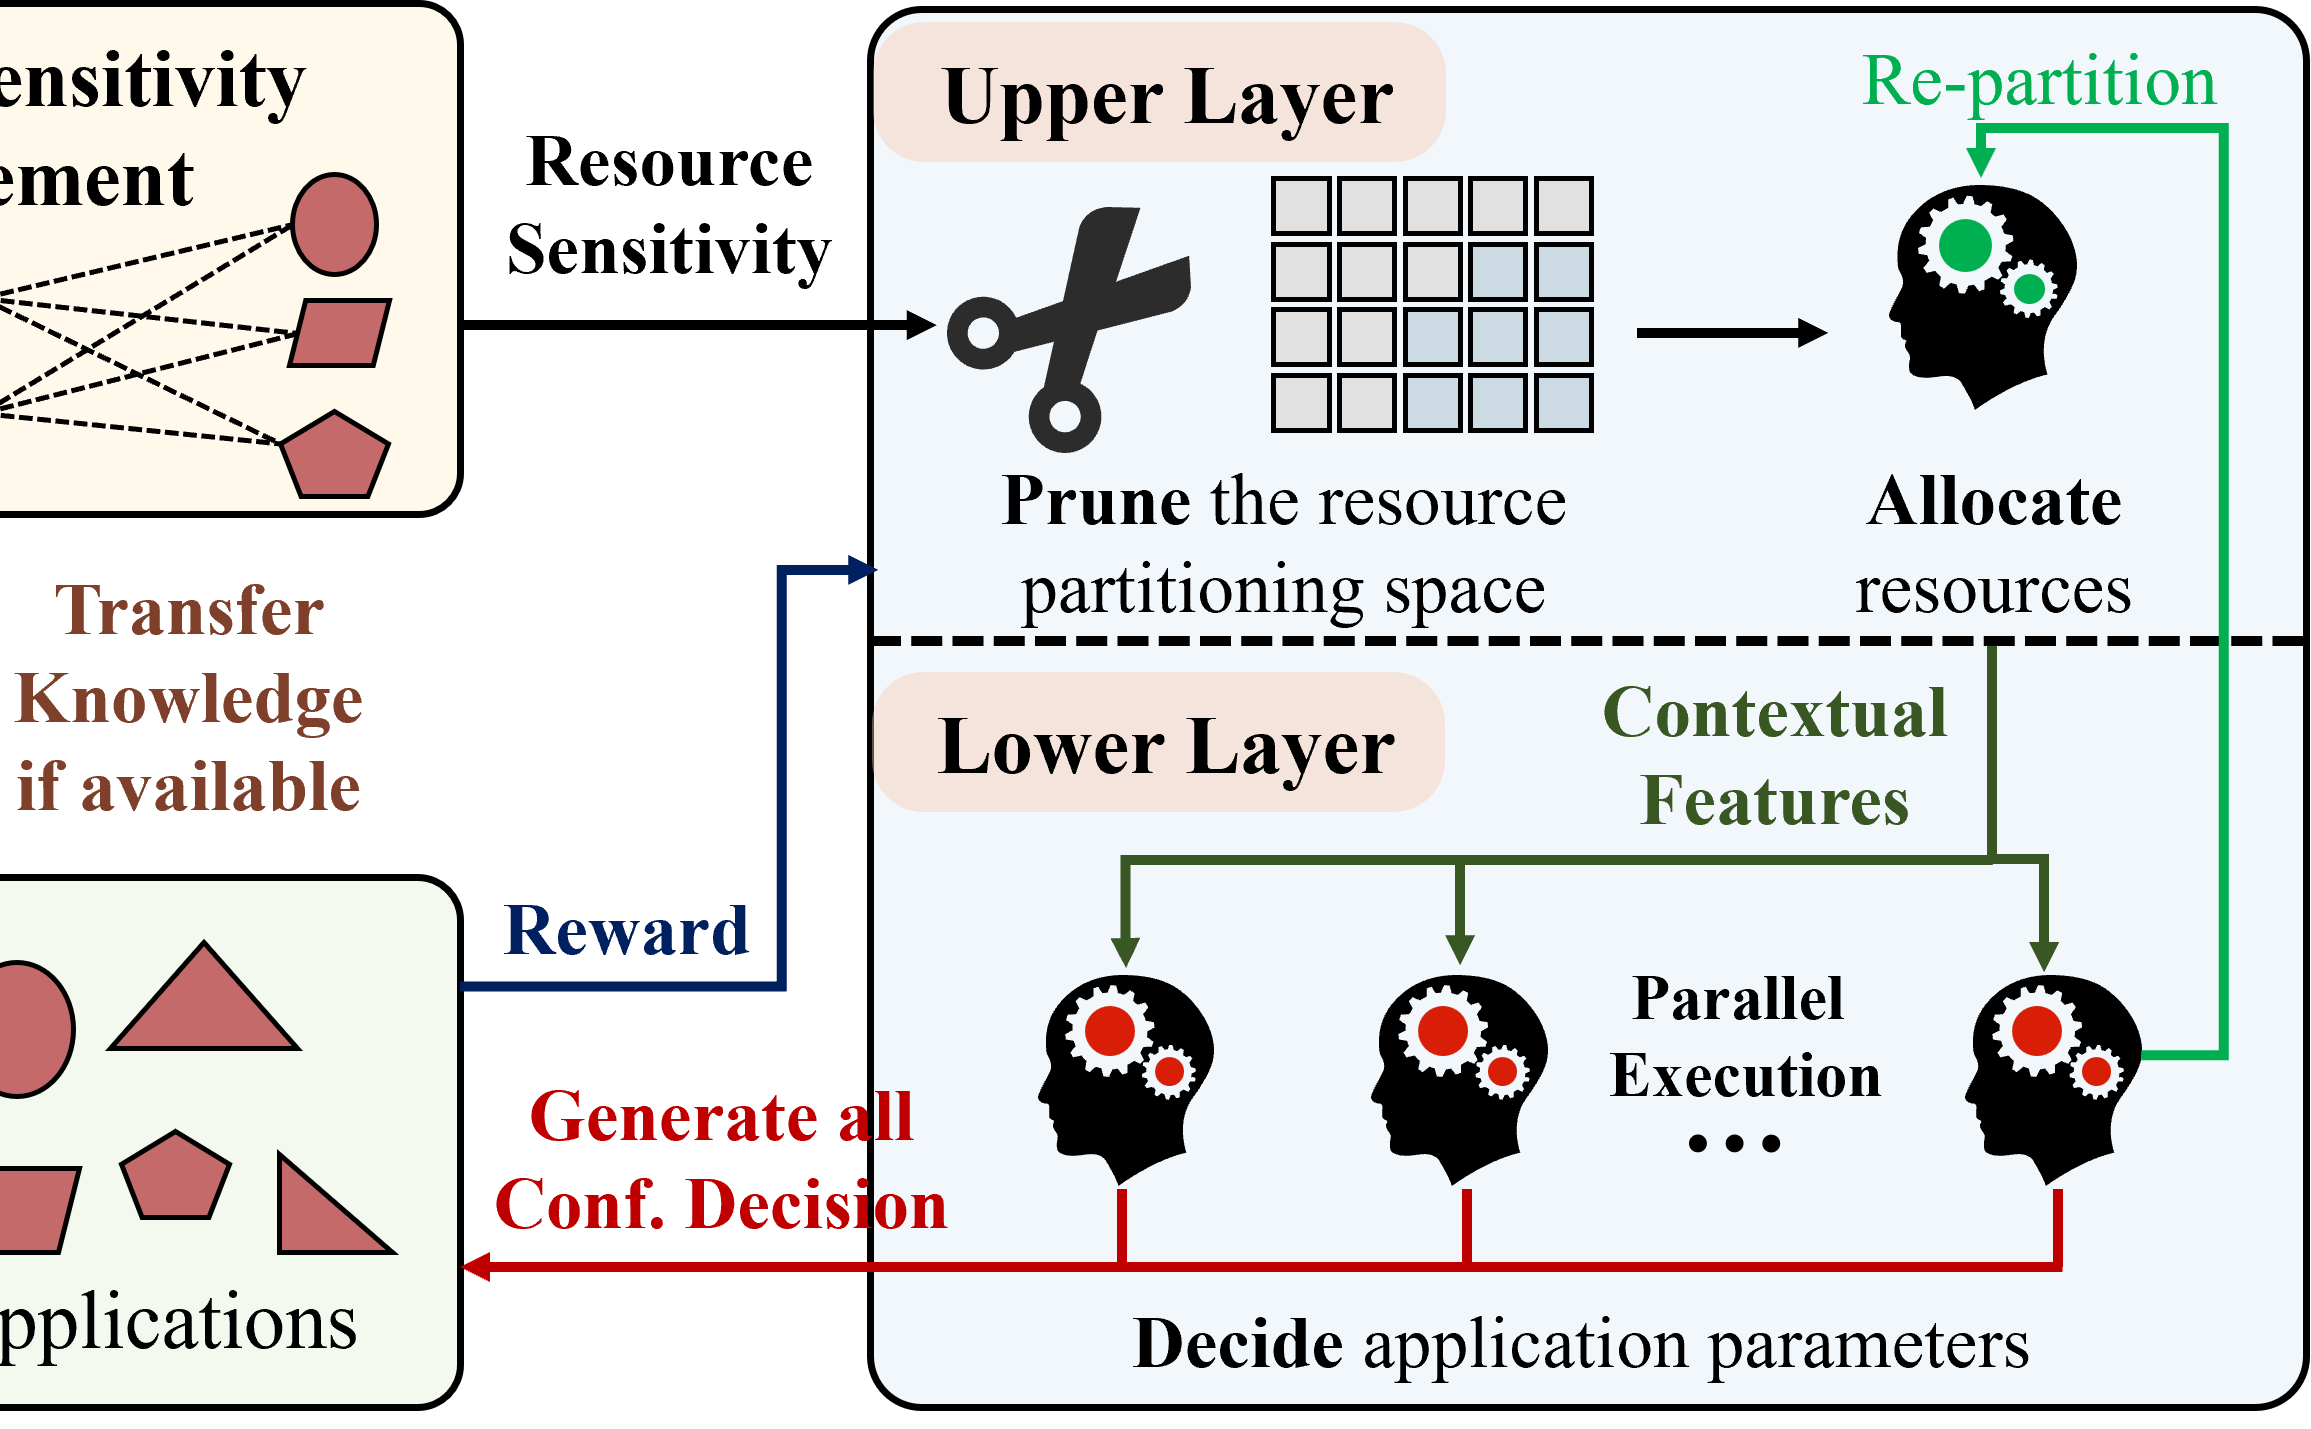 ensitivity
ement
Resource
Sensitivity
Transfer
Knowledge
if available
Reward
Generate all
Conf. Decision
pplications
Upper Layer
Re-partition
Prune the resource
partitioning space
Allocate
resources
Lower Layer
Contextual
Features
Parallel
Execution
...
Decide application parameters